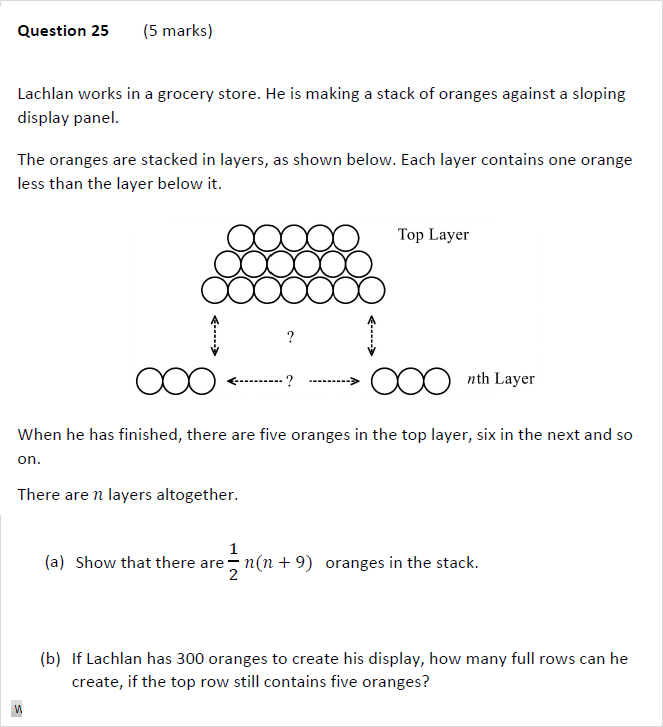 Question 25 (5 marks)
Lachlan works in a grocery store. He is making a stack of oranges against a sloping
display panel.
The oranges are stacked in layers, as shown below. Each layer contains one orange
less than the layer below it.
Top Layer
?
?
nth Layer
When he has finished, there are five oranges in the top layer, six in the next and so
on.
There are n layers altogether.
(a) Show that there are 1/2 n(n + 9) oranges in the stack.
(b) If Lachlan has 300 oranges to create his display, how many full rows can he
create, if the top row still contains five oranges?